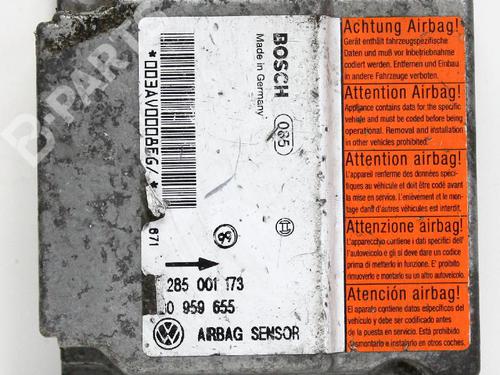 BOSCH
Made in Germany
065
285 001 173
959 655
AIRBAG SENSOR
Achtung Airbag!
Gerät enthält fahrzeugspezifische
Daten und muß vor Inbetriebnahme
codiert werden. Entfernen und Einbau
in andere Fahrzeuge verboten.
Attention Airbag!
Appliance contains data for the specific
vehicle and must be coded before being
operational. Removal and installation
in other vehicles prohibited.
Attention airbag!
L'appareil renferme des données spéci-
fiques au véhicule et doit être codé avant
la mise en service. L'enlèvement et le mon-
tage dans d'autres véhicules est interdit.
Attenzione airbag!
L'apparecchio contiene i dati specifici dell'
autoveicolo e gli si deve dare un codice
prima di metterlo in funzione. E' proibito
rimuoverle e montarlo su un altro autoveicolo.
Atención airbag!
El aparato contiene datos específicos del
vehículo y debe ser codificado antes
de la puesta en servicio. Está prohibido
desmontarlo e instalarlo en otros coches.
B-PARTS